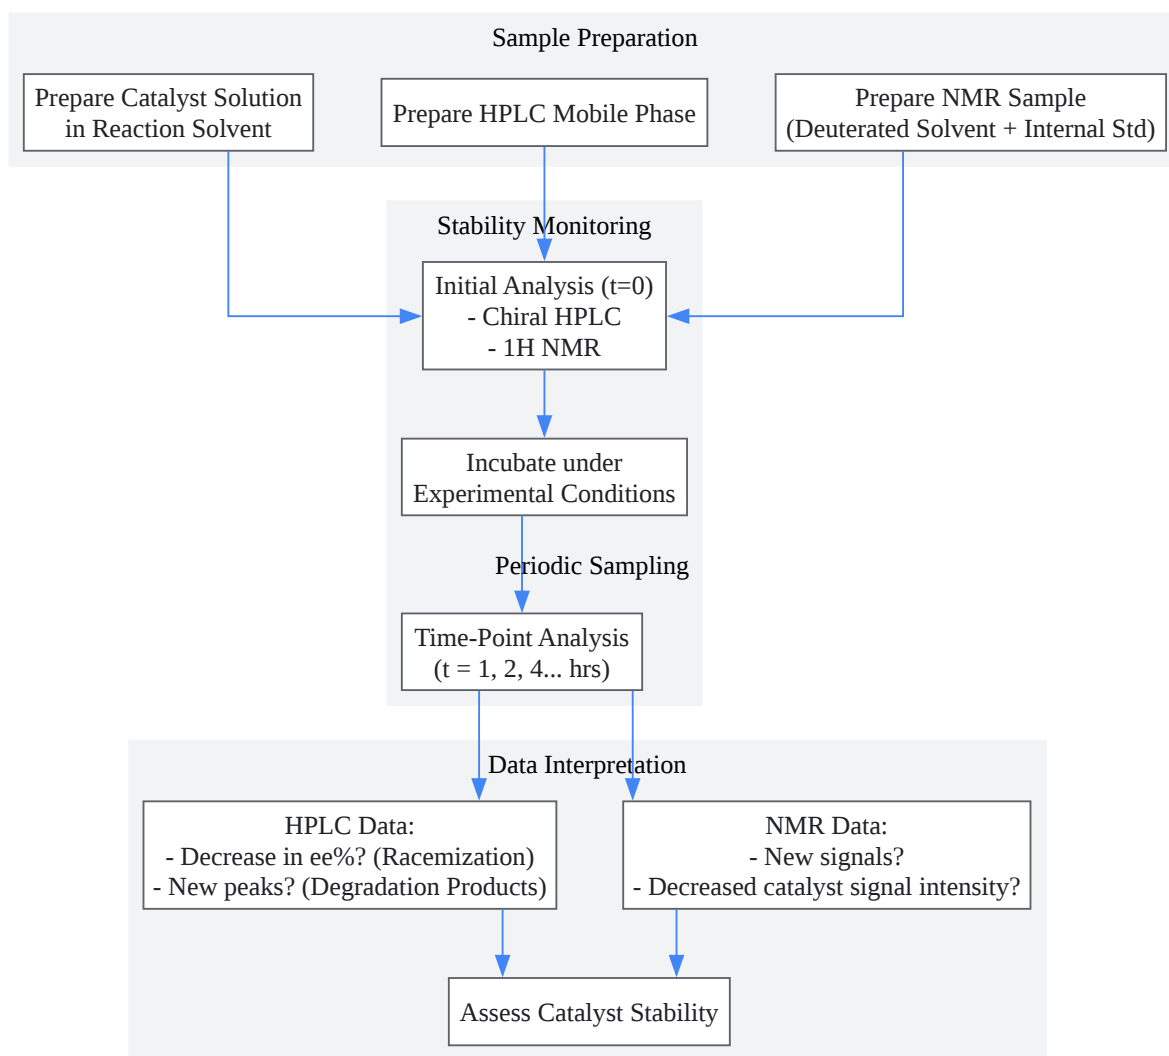 Sample Preparation
Prepare Catalyst Solution
in Reaction Solvent
Prepare HPLC Mobile Phase
Prepare NMR Sample
(Deuterated Solvent + Internal Std)
Stability Monitoring
Initial Analysis (t=0)
- Chiral HPLC
- 1H NMR
Incubate under
Experimental Conditions
Periodic Sampling
Time-Point Analysis
(t = 1, 2, 4... hrs)
Data Interpretation
HPLC Data:
- Decrease in ee%? (Racemization)
- New peaks? (Degradation Products)
NMR Data:
- New signals?
- Decreased catalyst signal intensity?
Assess Catalyst Stability